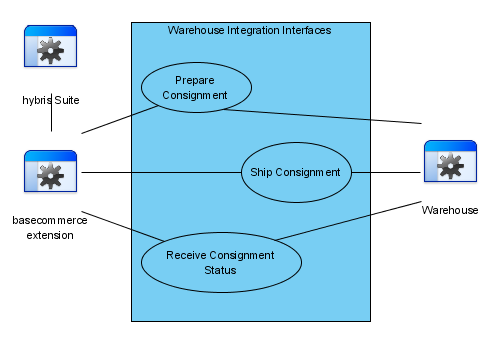 Warehouse Integration Interfaces
Prepare
Consignment
hybris Suite
Ship Consignment
basecommerce
extension
Warehouse
Receive Consignment
Status